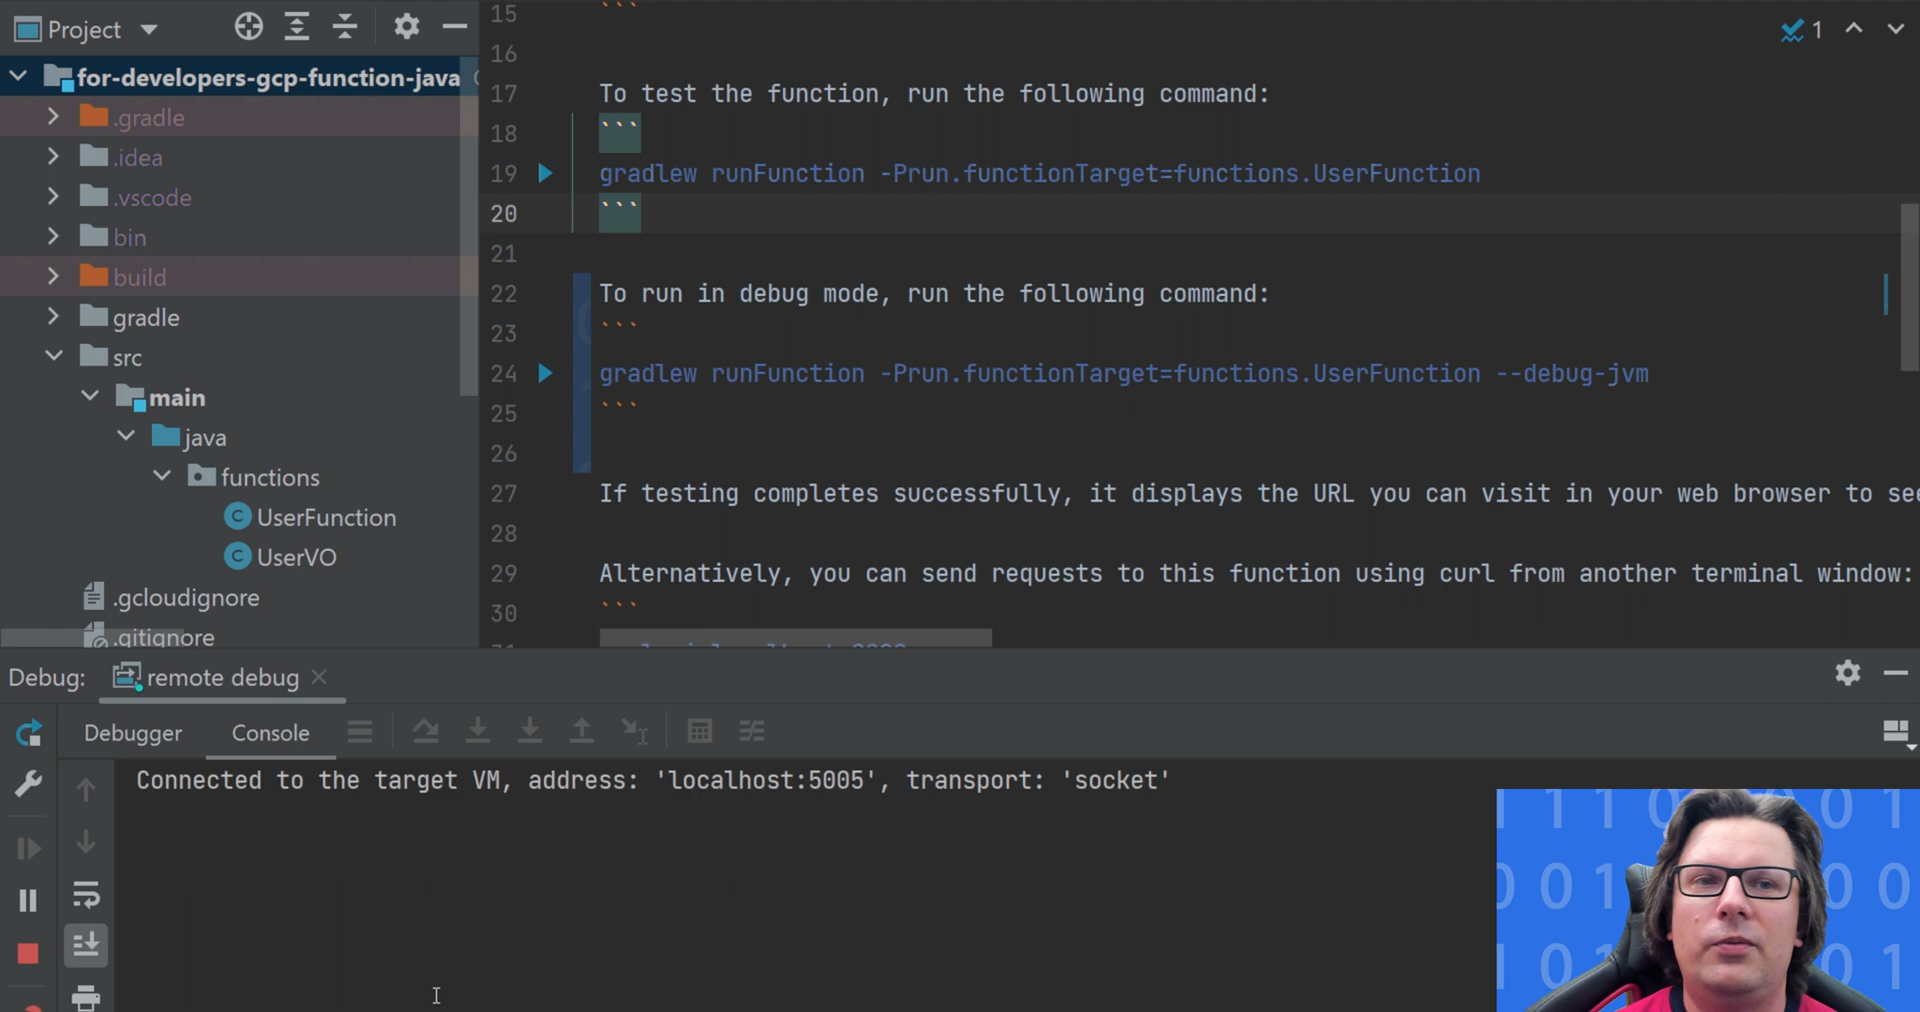 Project
for-developers-gcp-function-java
.gradle
.idea
.vscode
bin
build
gradle
src
main
java
functions
UserFunction
UserVO
.gcloudignore
.gitignore
1
15 ```
16
17 To test the function, run the following command:
18 ```
19 gradlew runFunction -Prun.functionTarget=functions.UserFunction
20 ```
21
22 To run in debug mode, run the following command:
23 ```
24 gradlew runFunction -Prun.functionTarget=functions.UserFunction --debug-jvm
25 ```
26
27 If testing completes successfully, it displays the URL you can visit in your web browser to see
28
29 Alternatively, you can send requests to this function using curl from another terminal window:
30 ```
Debug: remote debug
Debugger Console
Connected to the target VM, address: 'localhost:5005', transport: 'socket'